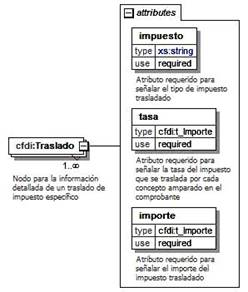 attributes
impuesto
type xs:string
use required
Atributo requerido para
señalar el tipo de impuesto
trasladado
tasa
type cfdi:t_Importe
use required
Atributo requerido para
señalar la tasa del impuesto
que se traslada por cada
concepto amparado en el
comprobante
importe
type cfdi:t_Importe
use required
Atributo requerido para
señalar el importe del
impuesto trasladado
cfdi:Traslado
1..∞
Nodo para la información
detallada de un traslado de
impuesto específico